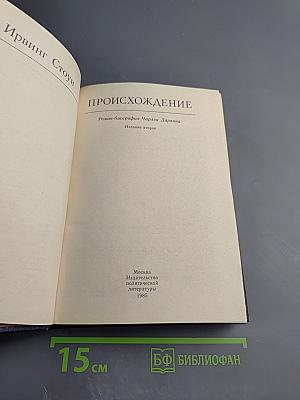 Ирвинг Стоун
ПРОИСХОЖДЕНИЕ
Роман-биография Чарлза Дарвина
Издание второе
Москва
Издательство
политической
литературы
1985
15 см
БФ БИБЛИОФАН